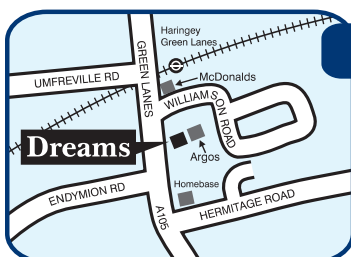 Haringey
Green Lanes
GREEN LANES
UMFREVILLE RD
McDonalds
WILLIAMSON ROAD
Dreams
Argos
ENDYMION RD
Homebase
A105
HERMITAGE ROAD